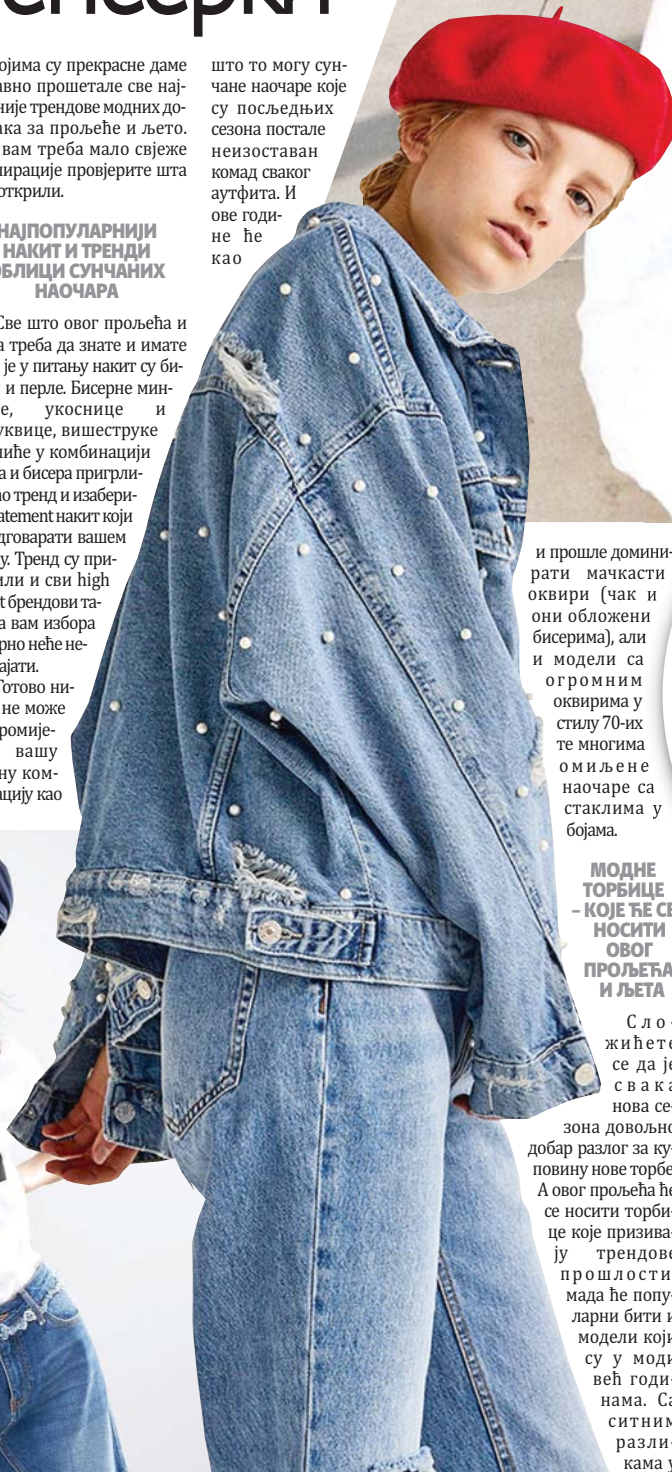 енсерки
ојима су прекрасне даме
авно прошетале све нај-
није трендове модних до-
ака за прољеће и љето.
вам треба мало свјеже
пирације провјерите шта
открили.
НАЈПОПУЛАРНИЈИ
НАКИТ И ТРЕНДИ
ОБЛИЦИ СУНЧАНИХ
НАОЧАРА
Све што овог прољећа и
а треба да знате и имате
је у питању накит су би-
и перле. Бисерне мин-
е, укоснице и
уквице, вишеструке
лиће у комбинацији
а и бисера пригрли-
о тренд и изабери-
atement накит који
дговарати вашем
у. Тренд су при-
или и сви high
t брендови та-
а вам избора
рно неће не-
ајати.
Готово ни-
не може
ромије-
вашу
ну ком-
ацију као
што то могу сун-
чане наочаре које
су посљедњих
сезона постале
неизоставан
комад сваког
аутфита. И
ове годи-
не ће
као
и прошле домини-
рати мачкасти
оквири (чак и
они обложени
бисерима), али
и модели са
огромним
оквирима у
стилу 70-их
те многима
омиљене
наочаре са
стаклима у
бојама.
МОДНЕ
ТОРБИЦЕ
– КОЈЕ ЋЕ СЕ
НОСИТИ
ОВОГ
ПРОЉЕЋА
И ЉЕТА
Сло-
жићете
се да је
свака
нова се-
зона довољно
добар разлог за ку-
повину нове торбе
А овог прољећа ће
се носити торби-
це које призива-
ју трендове
прошлости
мада ће попу-
ларни бити и
модели који
су у моди
већ годи-
нама. Са
ситним
разли-
кама у